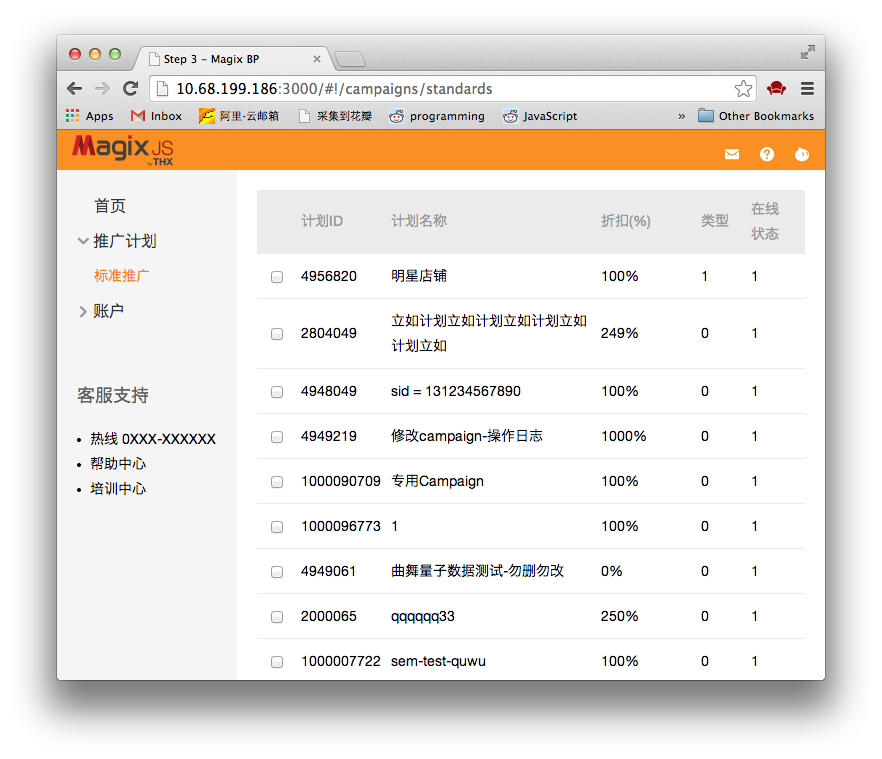 Step 3 – Magix BP
10.68.199.186:3000/#!/campaigns/standards
Apps Inbox 阿里·云邮箱 采集到花瓣 programming JavaScript » Other Bookmarks
MagixJS
by THX
首页
推广计划
标准推广
账户
客服支持
热线 0XXX-XXXXXX
帮助中心
培训中心
计划ID 计划名称 折扣(%) 类型 在线
状态
4956820 明星店铺 100% 1 1
2804049 立如计划立如计划立如计划立如 249% 0 1
计划立如
4948049 sid = 131234567890 100% 0 1
4949219 修改campaign-操作日志 1000% 0 1
1000090709 专用Campaign 100% 0 1
1000096773 1 100% 0 1
4949061 曲舞量子数据测试-勿删勿改 0% 0 1
2000065 qqqqqq33 250% 0 1
1000007722 sem-test-quwu 100% 0 1